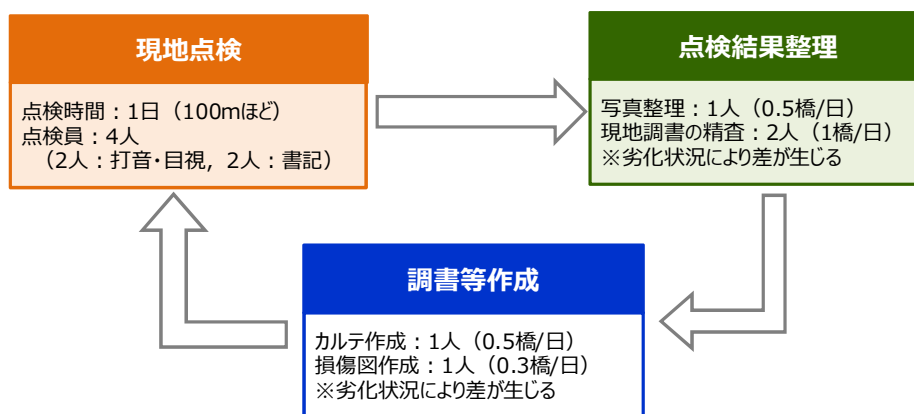 現地点検
点検時間：1日（100mほど）
点検員：4人
（2人：打音・目視，2人：書記）
点検結果整理
写真整理：1人（0.5橋/日）
現地調書の精査：2人（1橋/日）
※劣化状況により差が生じる
調書等作成
カルテ作成：1人（0.5橋/日）
損傷図作成：1人（0.3橋/日）
※劣化状況により差が生じる